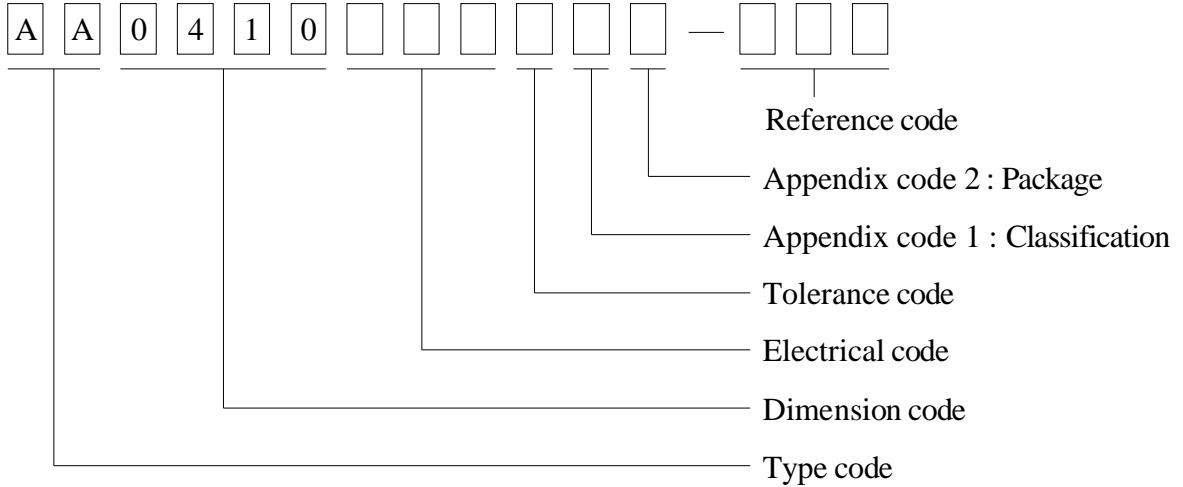 A A 0 4 1 0 —
Reference code
Appendix code 2 : Package
Appendix code 1 : Classification
Tolerance code
Electrical code
Dimension code
Type code